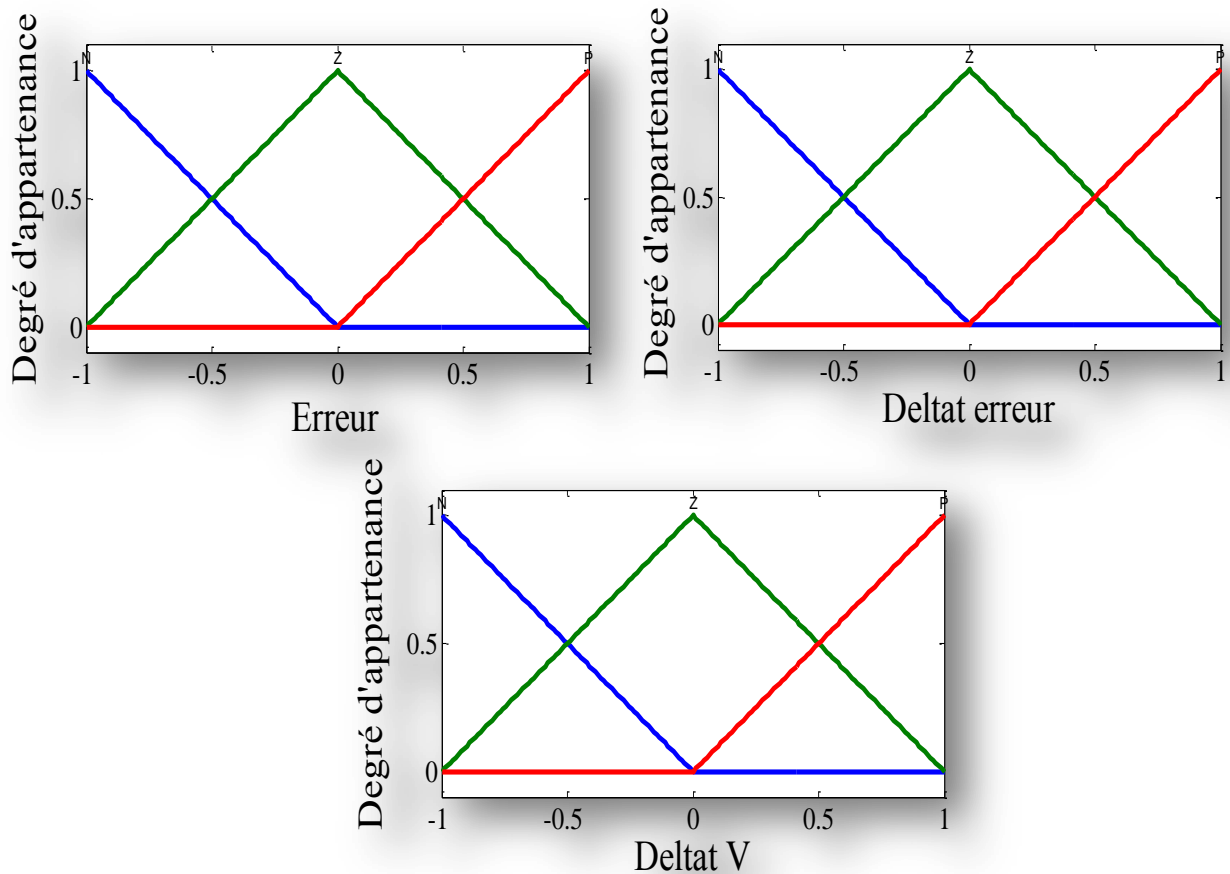 Degré d'appartenance
N Z P
1
0.5
0
-1 -0.5 0 0.5 1
Erreur
Degré d'appartenance
N Z P
1
0.5
0
-1 -0.5 0 0.5 1
Deltat erreur
Degré d'appartenance
N Z P
1
0.5
0
-1 -0.5 0 0.5 1
Deltat V